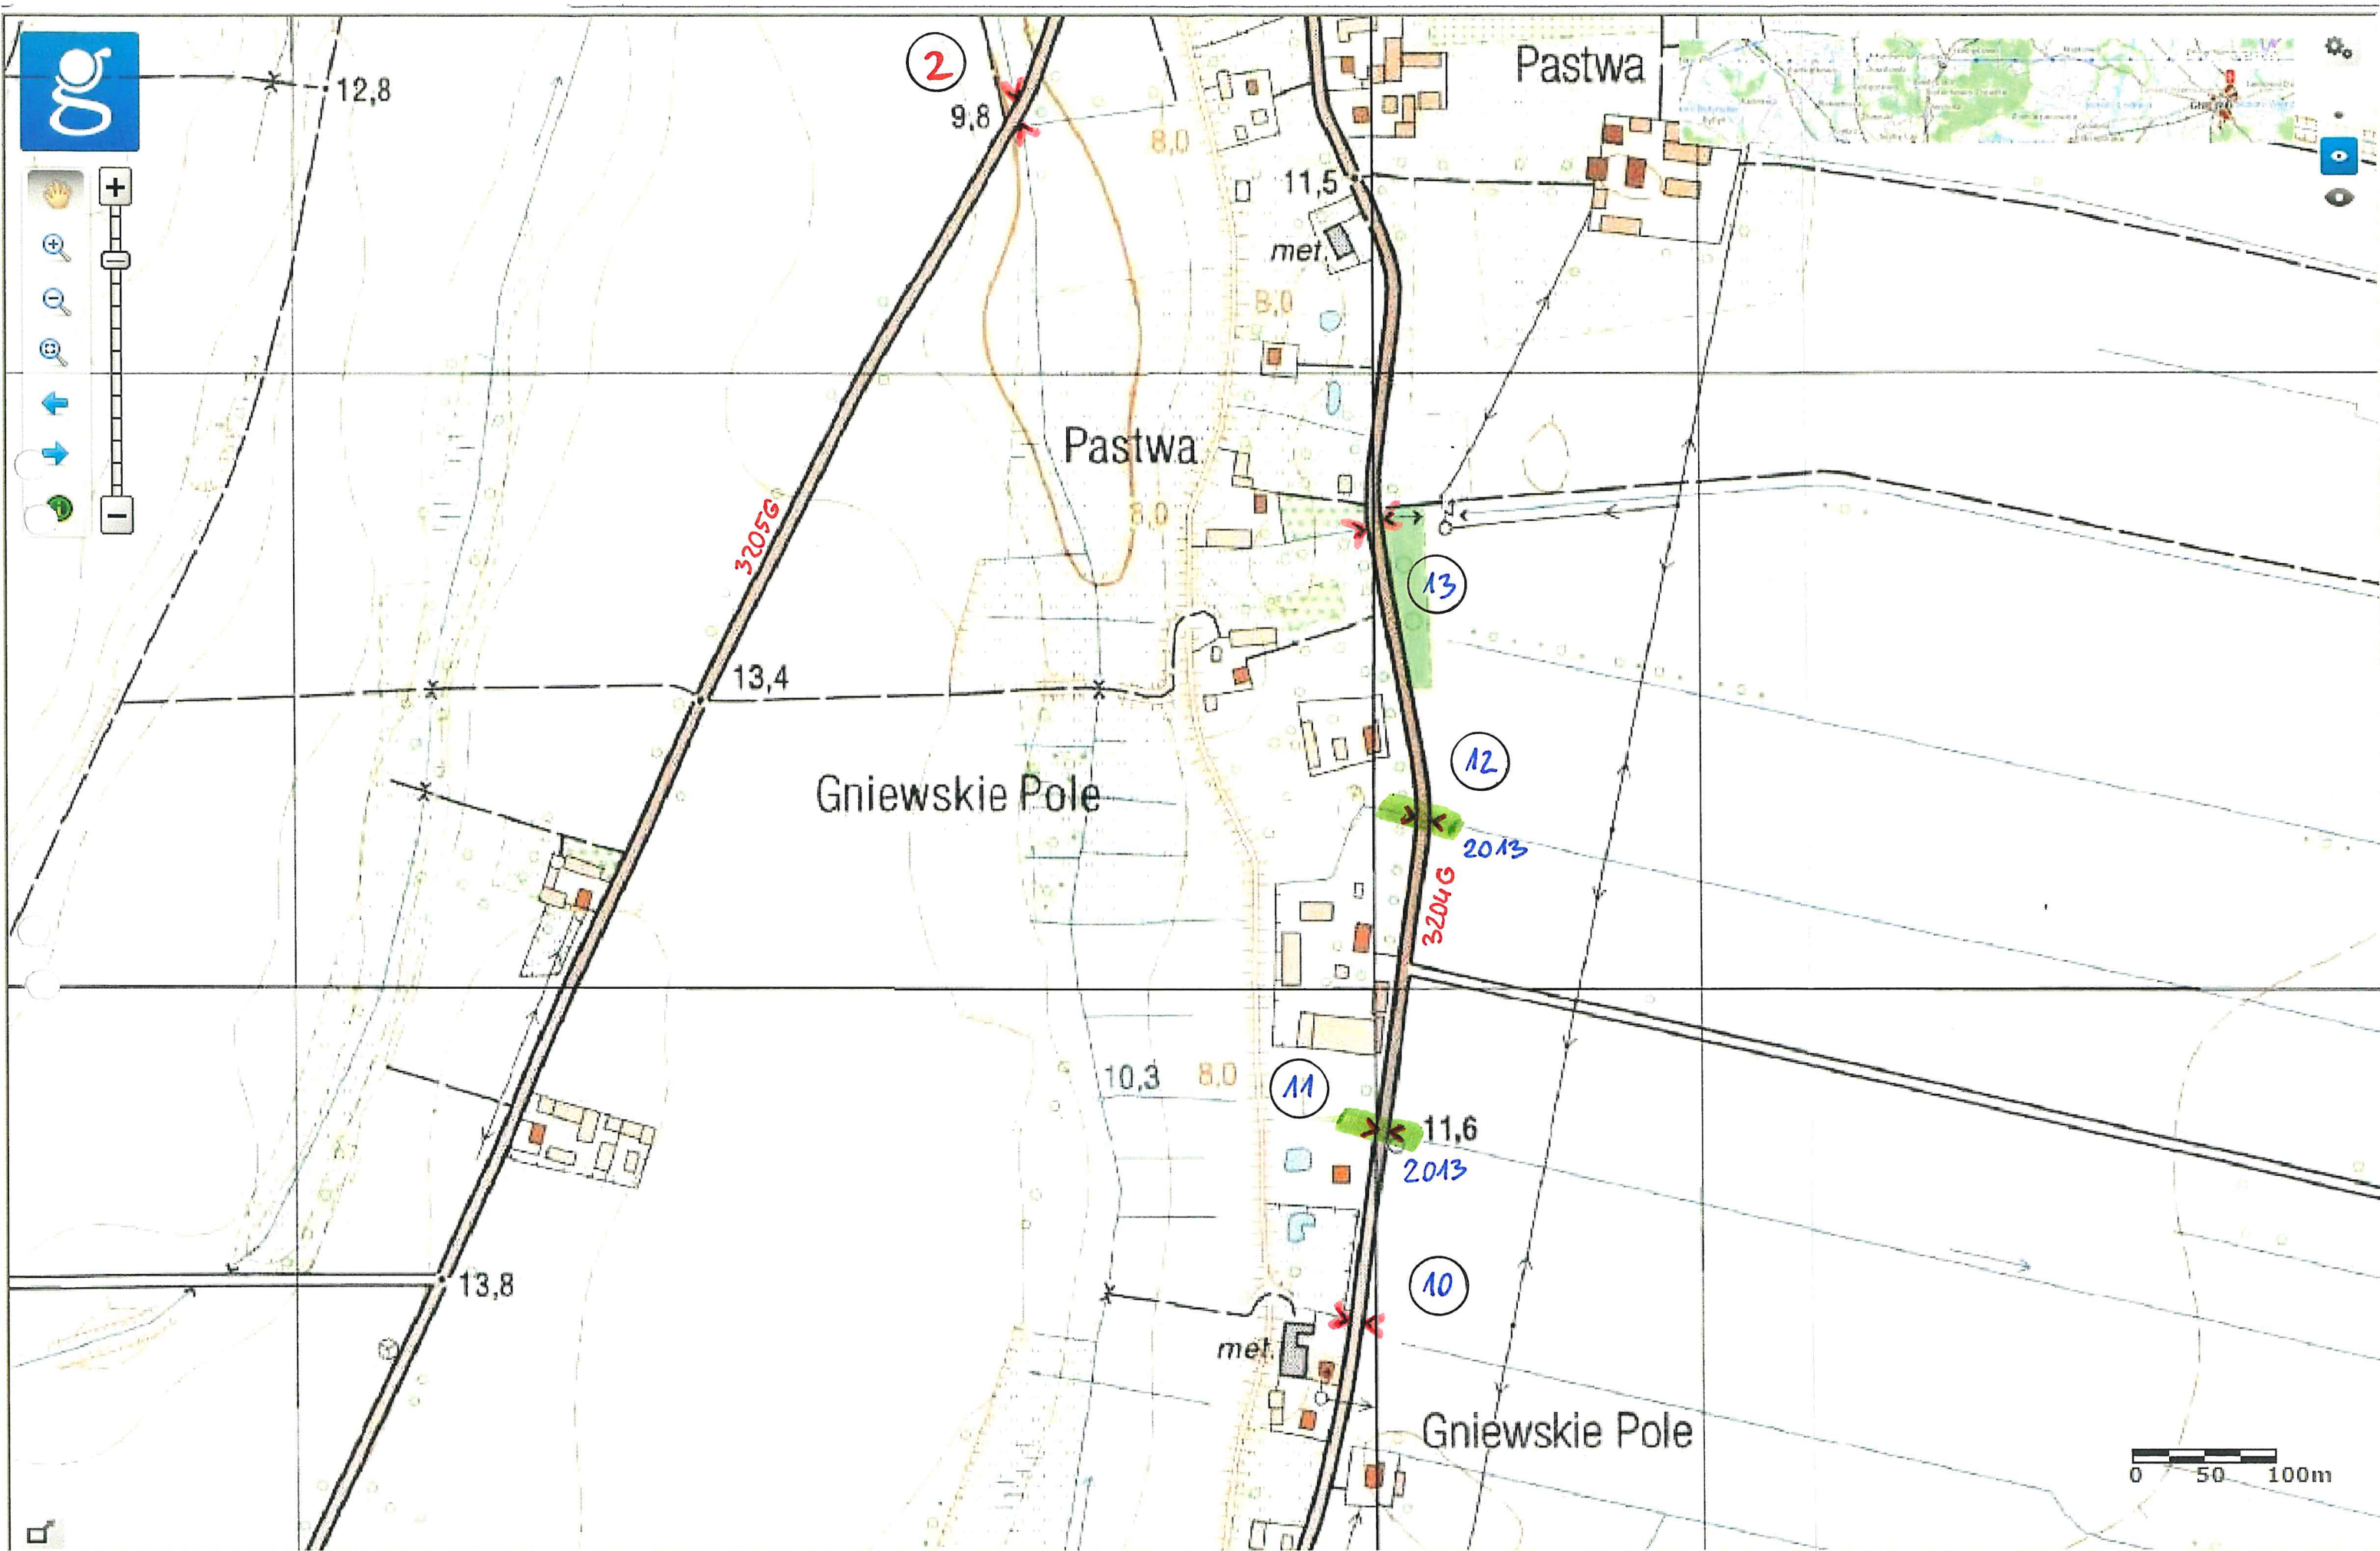 g
2
12,8
9,8
Pastwa
8,0
11,5
met.
8,0
Pastwa
8,0
3205G
13
13,4
12
Gniewskie Pole
2013
3204G
10,3
8,0
11
11,6
2013
13,8
10
met.
Gniewskie Pole
0 50 100m